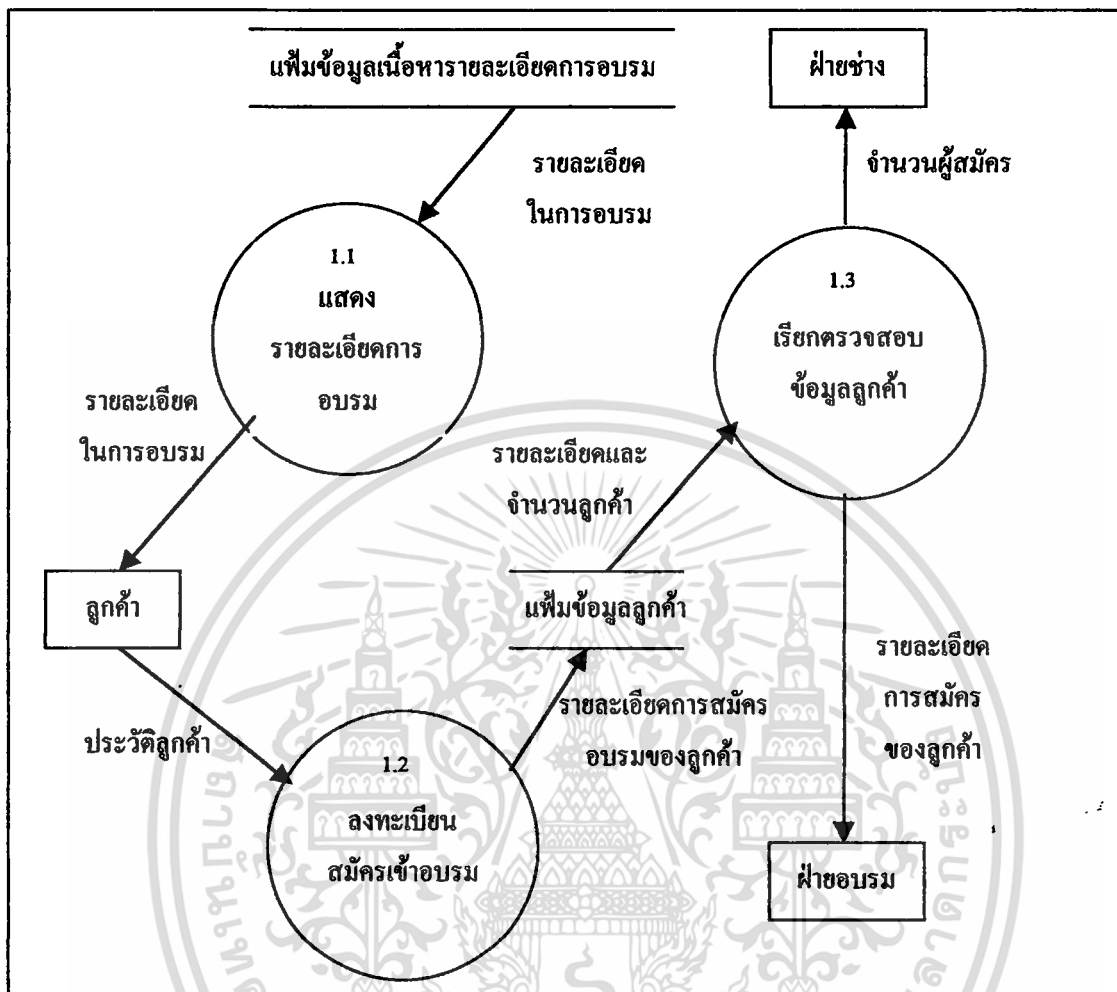 แฟ้มข้อมูลเนื้อหารายละเอียดการอบรม
ฝ่ายช่าง
รายละเอียด
ในการอบรม
จำนวนผู้สมัคร
1.1
แสดง
รายละเอียดการ
อบรม
1.3
เรียกตรวจสอบ
ข้อมูลลูกค้า
รายละเอียด
ในการอบรม
รายละเอียดและ
จำนวนลูกค้า
ลูกค้า
แฟ้มข้อมูลลูกค้า
ประวัติลูกค้า
รายละเอียดการสมัคร
อบรมของลูกค้า
รายละเอียด
การสมัคร
ของลูกค้า
1.2
ลงทะเบียน
สมัครเข้าอบรม
ฝ่ายอบรม